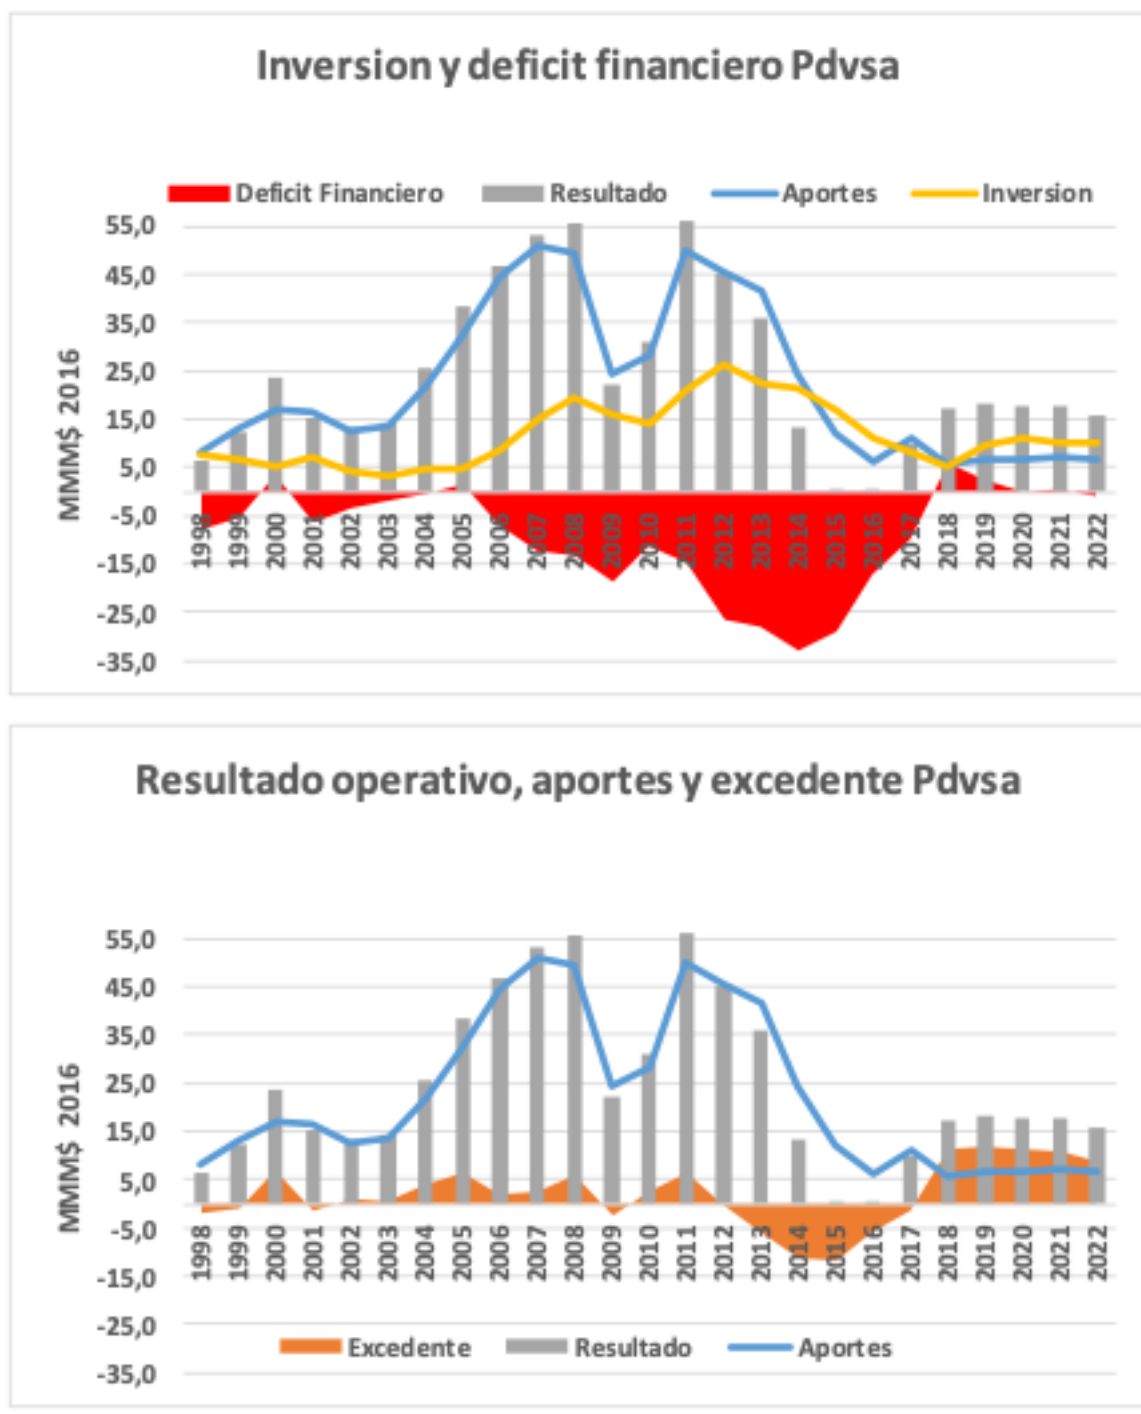 Inversion y deficit financiero Pdvsa
Deficit Financiero Resultado Aportes Inversion
55,0
45,0
35,0
25,0
15,0
5,0
-5,0
-15,0
-25,0
-35,0
MMM$ 2016
1998 1999 2000 2001 2002 2003 2004 2005 2006 2007 2008 2009 2010 2011 2012 2013 2014 2015 2016 2017 2018 2019 2020 2021 2022
Resultado operativo, aportes y excedente Pdvsa
55,0
45,0
35,0
25,0
15,0
5,0
-5,0
-15,0
-25,0
-35,0
MMM$ 2016
1998 1999 2000 2001 2002 2003 2004 2005 2006 2007 2008 2009 2010 2011 2012 2013 2014 2015 2016 2017 2018 2019 2020 2021 2022
Excedente Resultado Aportes